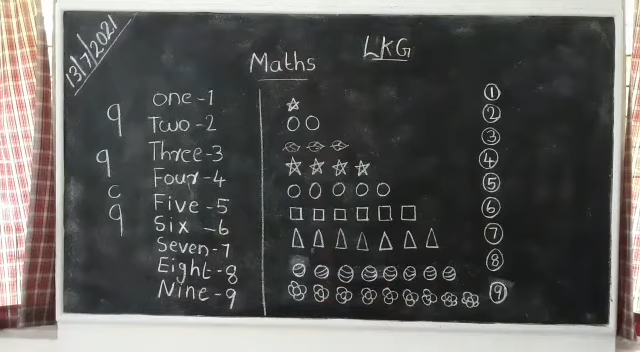 13/7/2021
LKG
Maths
one-1 ①
Two-2 ②
Three-3 ③
Four-4 ④
Five-5 ⑤
Six-6 ⑥
Seven-7 ⑦
Eight-8 ⑧
Nine-9 ⑨
9
9
c
9